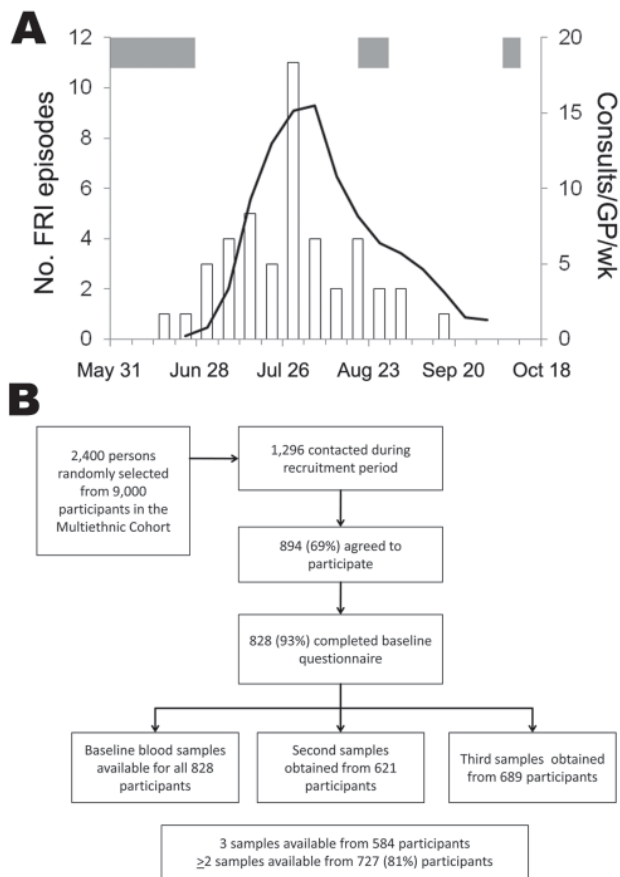 A
12
10
8
6
4
2
0
No. FRI episodes
20
15
10
5
0
Consults/GP/wk
May 31 Jun 28 Jul 26 Aug 23 Sep 20 Oct 18
B
2,400 persons
randomly selected
from 9,000
participants in the
Multiethnic Cohort
1,296 contacted during
recruitment period
894 (69%) agreed to
participate
828 (93%) completed baseline
questionnaire
Baseline blood samples
available for all 828
participants
Second samples
obtained from 621
participants
Third samples obtained
from 689 participants
3 samples available from 584 participants
≥2 samples available from 727 (81%) participants